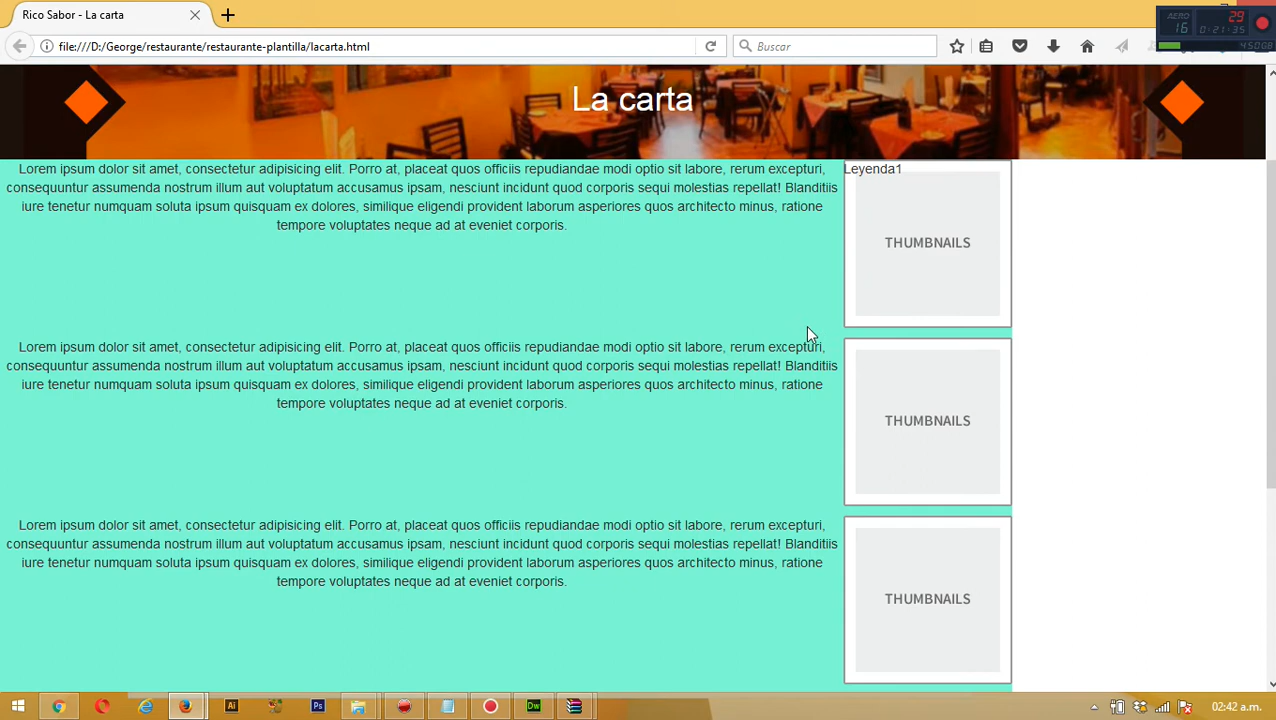 Rico Sabor - La carta
file:///D:/George/restaurante/restaurante-plantilla/lacarta.html
Buscar
AERO
16
29
0:21:35
450GB
La carta
Lorem ipsum dolor sit amet, consectetur adipisicing elit. Porro at, placeat quos officiis repudiandae modi optio sit labore, rerum excepturi,
consequuntur assumenda nostrum illum aut voluptatum accusamus ipsam, nesciunt incidunt quod corporis sequi molestias repellat! Blanditiis
iure tenetur numquam soluta ipsum quisquam ex dolores, similique eligendi provident laborum asperiores quos architecto minus, ratione
tempore voluptates neque ad at eveniet corporis.
Leyenda1
THUMBNAILS
Lorem ipsum dolor sit amet, consectetur adipisicing elit. Porro at, placeat quos officiis repudiandae modi optio sit labore, rerum excepturi,
consequuntur assumenda nostrum illum aut voluptatum accusamus ipsam, nesciunt incidunt quod corporis sequi molestias repellat! Blanditiis
iure tenetur numquam soluta ipsum quisquam ex dolores, similique eligendi provident laborum asperiores quos architecto minus, ratione
tempore voluptates neque ad at eveniet corporis.
THUMBNAILS
Lorem ipsum dolor sit amet, consectetur adipisicing elit. Porro at, placeat quos officiis repudiandae modi optio sit labore, rerum excepturi,
consequuntur assumenda nostrum illum aut voluptatum accusamus ipsam, nesciunt incidunt quod corporis sequi molestias repellat! Blanditiis
iure tenetur numquam soluta ipsum quisquam ex dolores, similique eligendi provident laborum asperiores quos architecto minus, ratione
tempore voluptates neque ad at eveniet corporis.
THUMBNAILS
Ai
Ps
Dw
02:42 a.m.